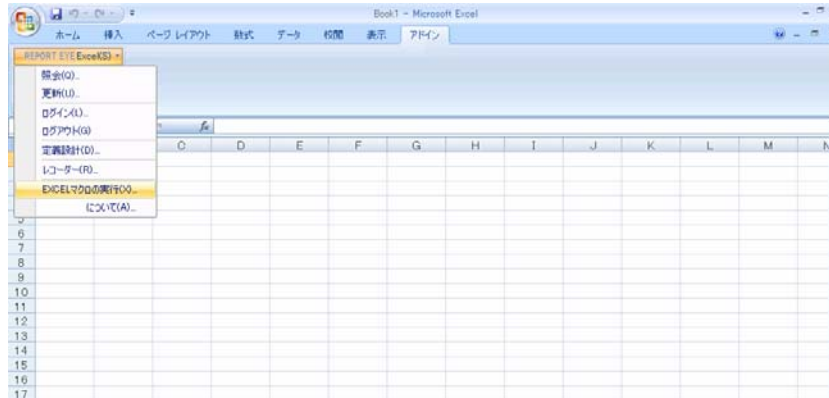 Book1 - Microsoft Excel
ホーム 挿入 ページ レイアウト 数式 データ 校閲 表示 アドイン
REPORT EYE Excel(S)
照会(Q)...
更新(U)...
ログイン(L)...
ログアウト(G)
定義設計(D)...
レコーダー(R)...
EXCELマクロの実行(X)...
について(A)...
fx
C D E F G H I J K L M N
5
6
7
8
9
10
11
12
13
14
15
16
17